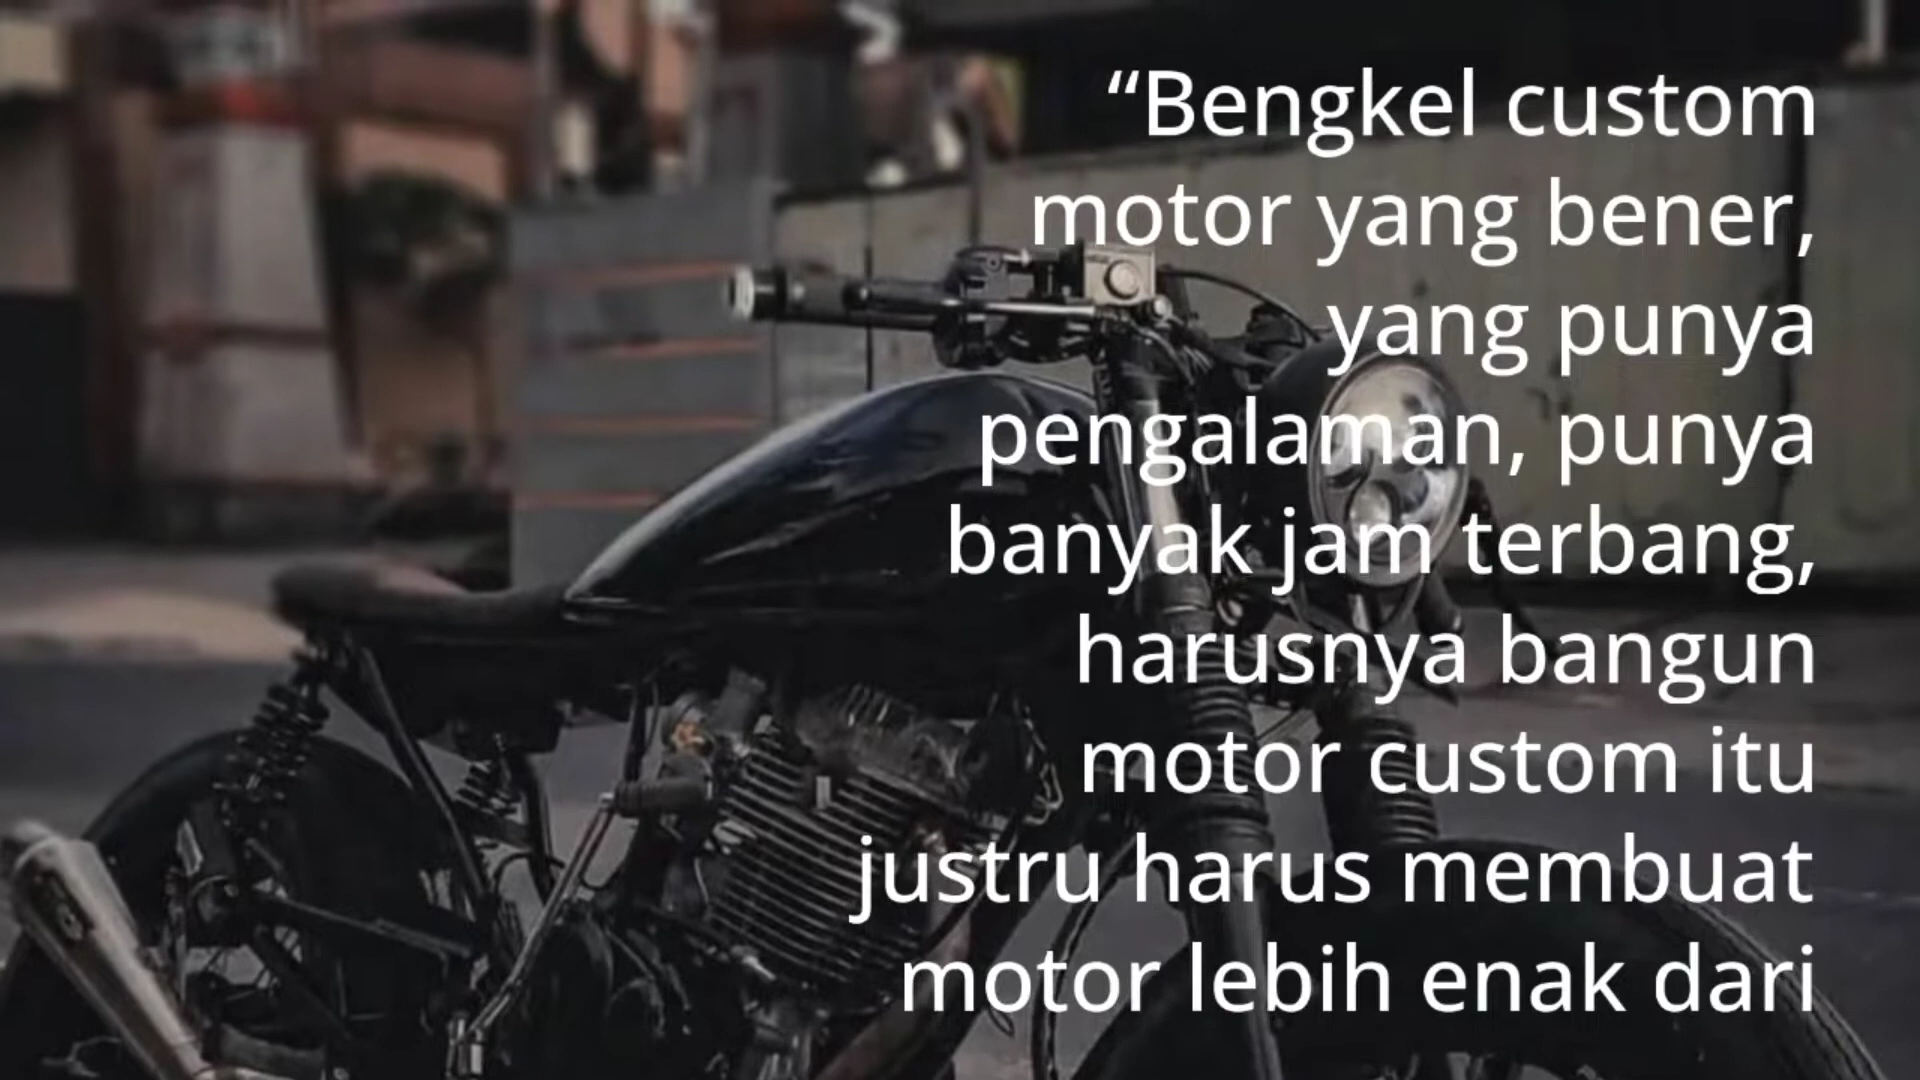 “Bengkel custom
motor yang bener,
yang punya
pengalaman, punya
banyak jam terbang,
harusnya bangun
motor custom itu
justru harus membuat
motor lebih enak dari